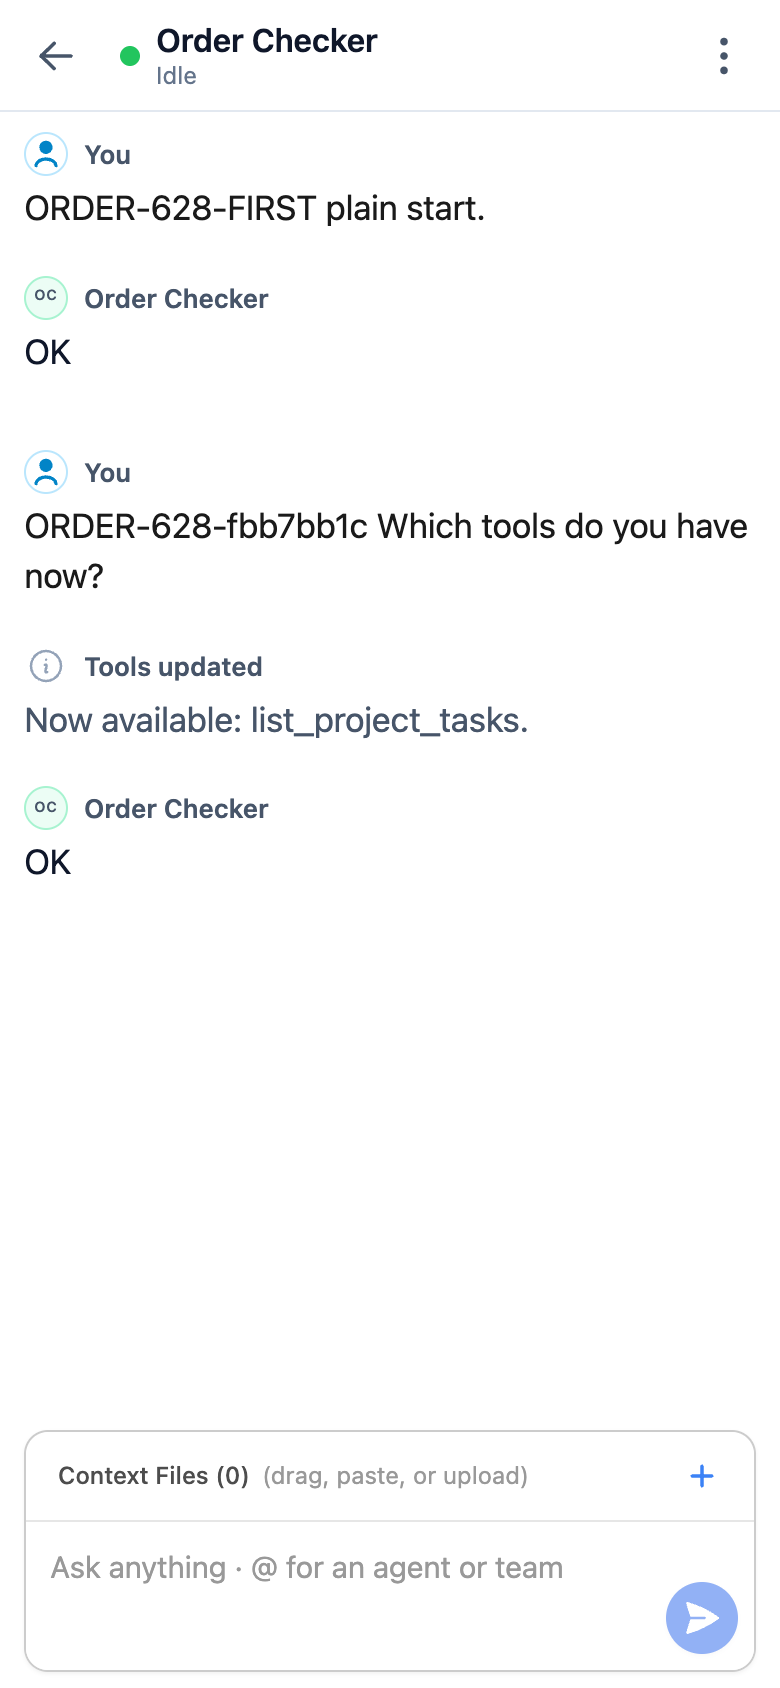 Order Checker
Idle
You
ORDER-628-FIRST plain start.
OC
Order Checker
OK
You
ORDER-628-fbb7bb1c Which tools do you have
now?
Tools updated
Now available: list_project_tasks.
OC
Order Checker
OK
Context Files (0) (drag, paste, or upload)
Ask anything · @ for an agent or team